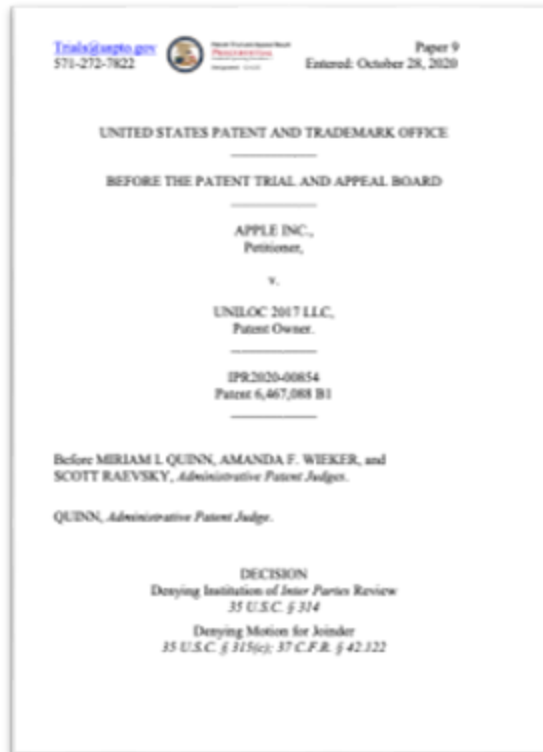 Trials@uspto.gov
571-272-7822
Paper 9
Entered: October 28, 2020
UNITED STATES PATENT AND TRADEMARK OFFICE
BEFORE THE PATENT TRIAL AND APPEAL BOARD
APPLE INC.,
Petitioner,
v.
UNILOC 2017 LLC,
Patent Owner.
IPR2020-00854
Patent 6,467,088 B1
Before MIRIAM L. QUINN, AMANDA F. WIEKER, and
SCOTT RAEVSKY, Administrative Patent Judges.
QUINN, Administrative Patent Judge.
DECISION
Denying Institution of Inter Partes Review
35 U.S.C. § 314
Denying Motion for Joinder
35 U.S.C. § 315(c); 37 C.F.R. § 42.122